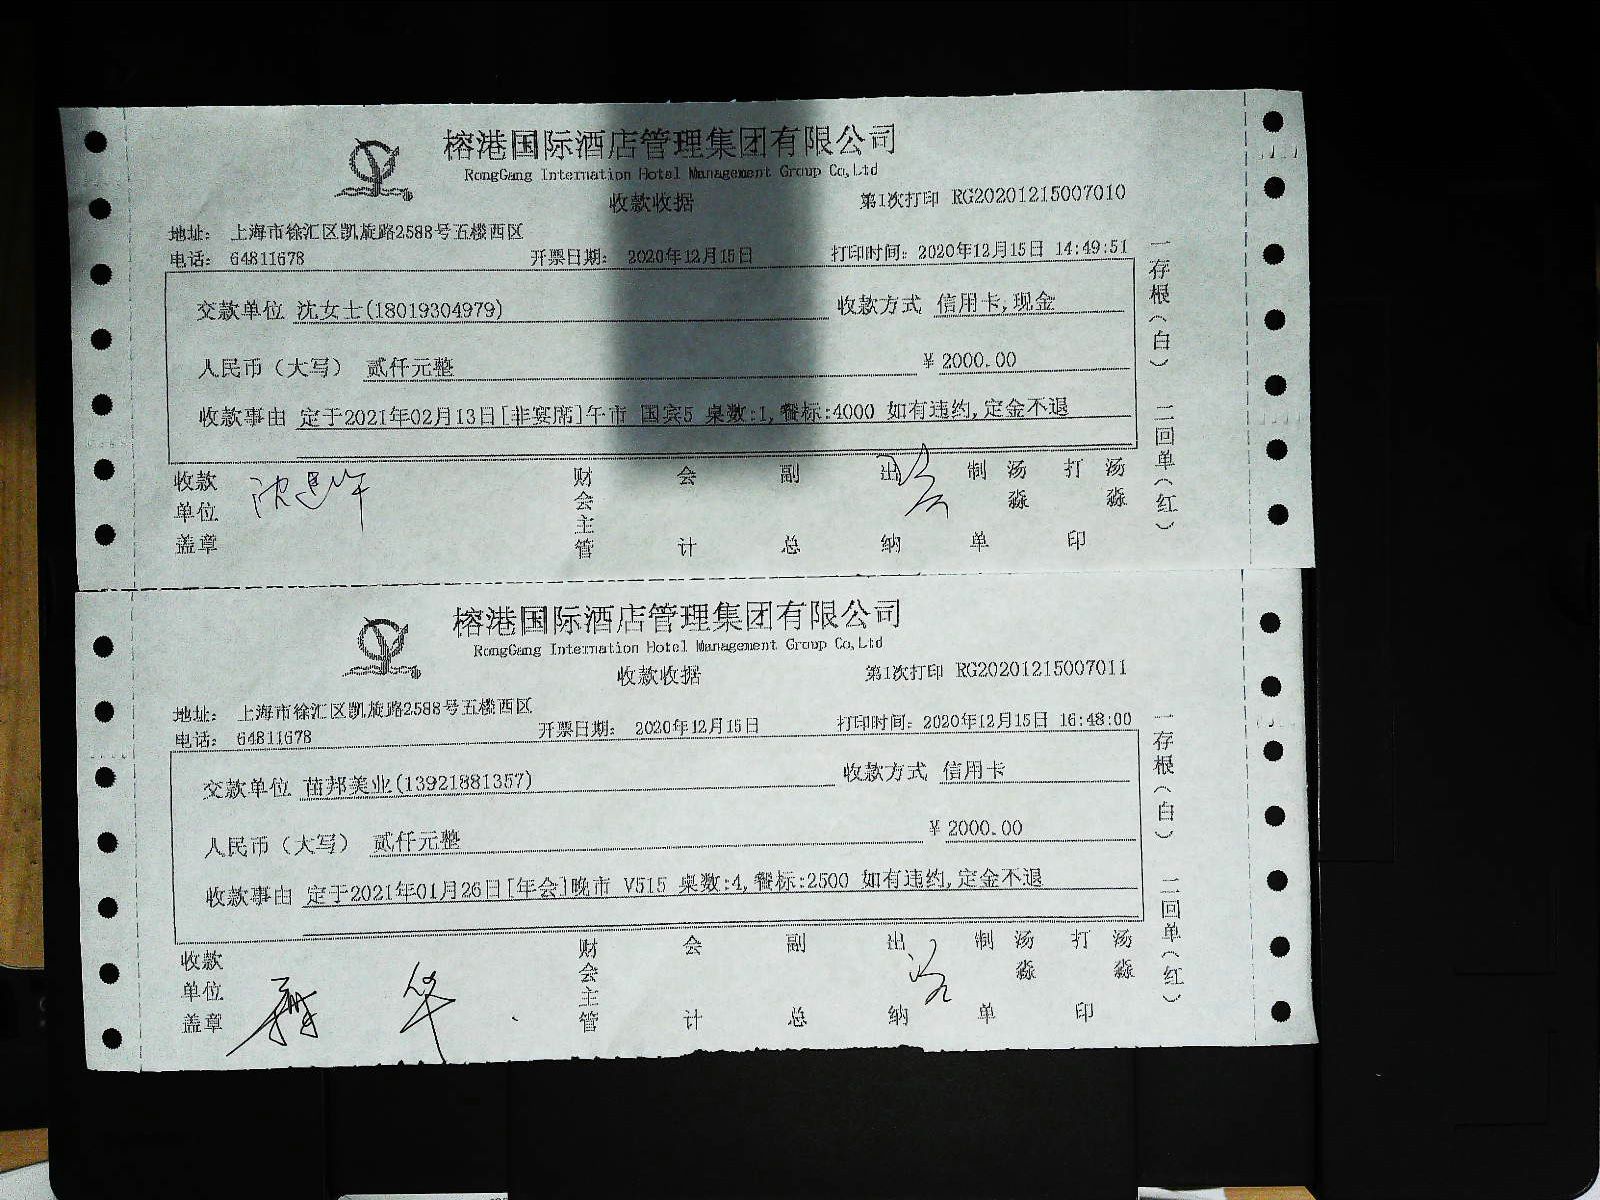 榕港国际酒店管理集团有限公司
RongGang Internation Hotel Management Group Co,Ltd
收款收据
第1次打印 RG20201215007010
地址： 上海市徐汇区凯旋路2588号五楼西区
电话： 64811678 开票日期： 2020年12月15日 打印时间：2020年12月15日 14:49:51
交款单位 沈女士(18019304979) 收款方式 信用卡,现金
人民币（大写） 贰仟元整 ¥ 2000.00
收款事由 定于2021年02月13日[非宴席]午市 国宾5 桌数:1,餐标:4000 如有违约,定金不退
收款单位盖章 财会主管 会计 副总 出纳 制单 汤淼 打印 汤淼
一存根（白） 二回单（红）
榕港国际酒店管理集团有限公司
RongGang Internation Hotel Management Group Co,Ltd
收款收据
第1次打印 RG20201215007011
地址： 上海市徐汇区凯旋路2588号五楼西区
电话： 64811678 开票日期： 2020年12月15日 打印时间：2020年12月15日 16:48:00
交款单位 苗邦美业(13921881357) 收款方式 信用卡
人民币（大写） 贰仟元整 ¥ 2000.00
收款事由 定于2021年01月26日[年会]晚市 V515 桌数:4,餐标:2500 如有违约,定金不退
收款单位盖章 财会主管 会计 副总 出纳 制单 汤淼 打印 汤淼
一存根（白） 二回单（红）